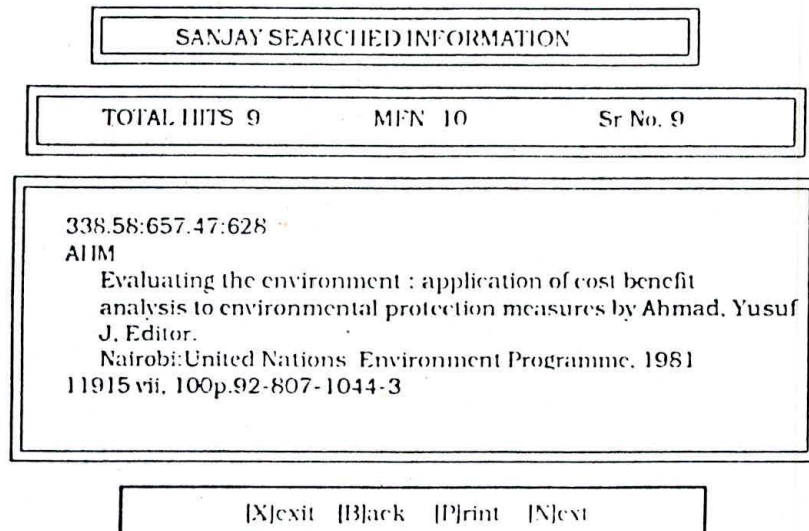 SANJAY SEARCHED INFORMATION
TOTAL HITS 9 MFN 10 Sr No. 9
338.58:657.47:628
AHM
Evaluating the environment : application of cost benefit
analysis to environmental protection measures by Ahmad, Yusuf
J, Editor.
Nairobi:United Nations Environment Programme, 1981
11915 vii, 100p.92-807-1044-3
[X]exit [B]ack [P]rint [N]ext